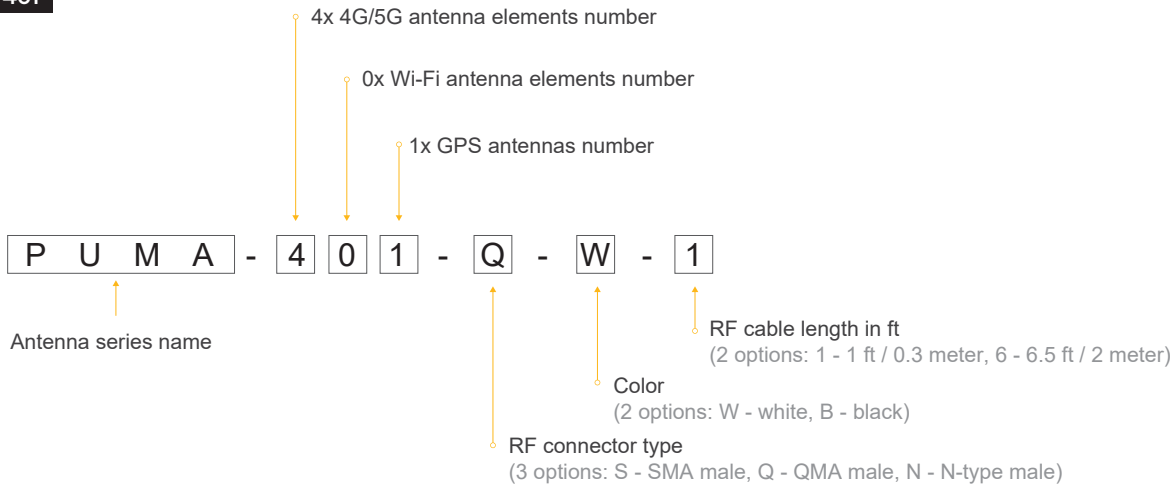 4x 4G/5G antenna elements number
0x Wi-Fi antenna elements number
1x GPS antennas number
P U M A - 4 0 1 - Q - W - 1
Antenna series name
RF cable length in ft
(2 options: 1 - 1 ft / 0.3 meter, 6 - 6.5 ft / 2 meter)
Color
(2 options: W - white, B - black)
RF connector type
(3 options: S - SMA male, Q - QMA male, N - N-type male)